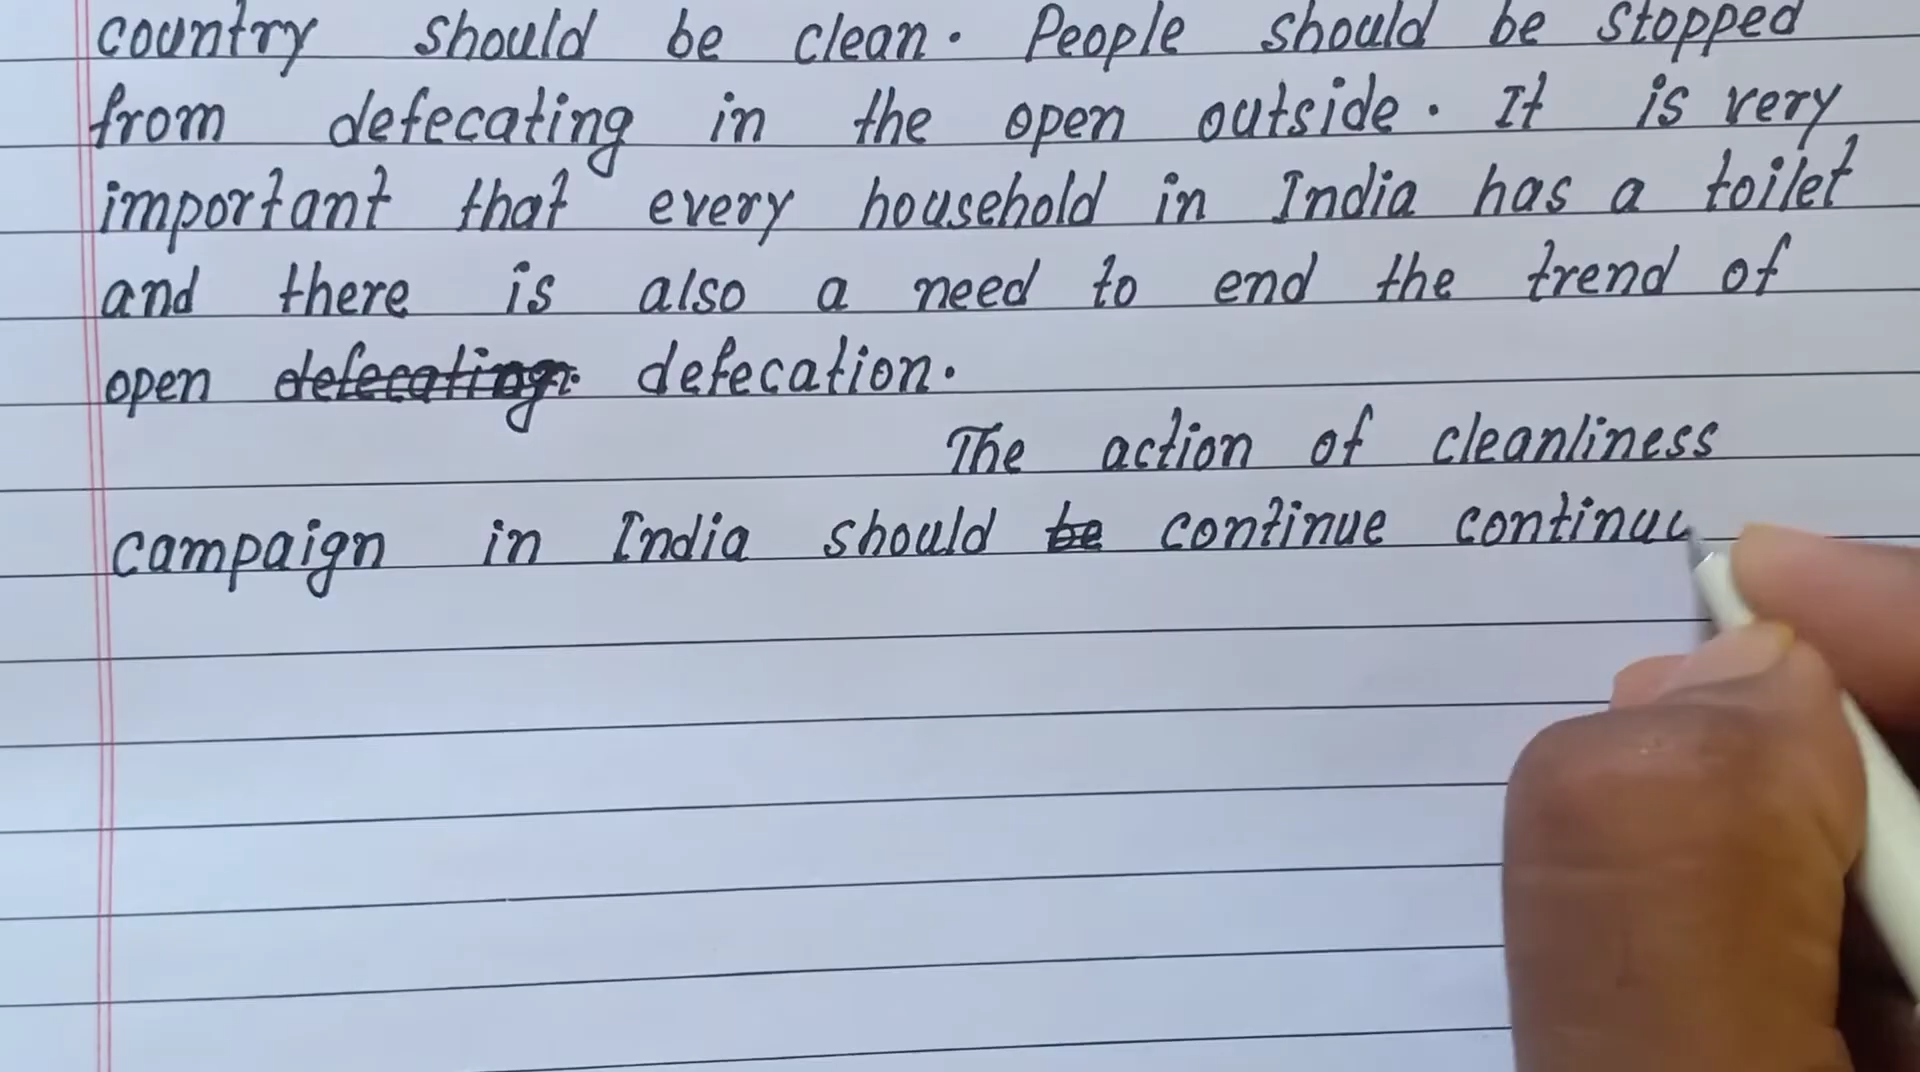 country should be clean. People should be stopped
from defecating in the open outside. It is very
important that every household in India has a toilet
and there is also a need to end the trend of
open defecating. defecation.
The action of cleanliness
campaign in India should be continue continuu